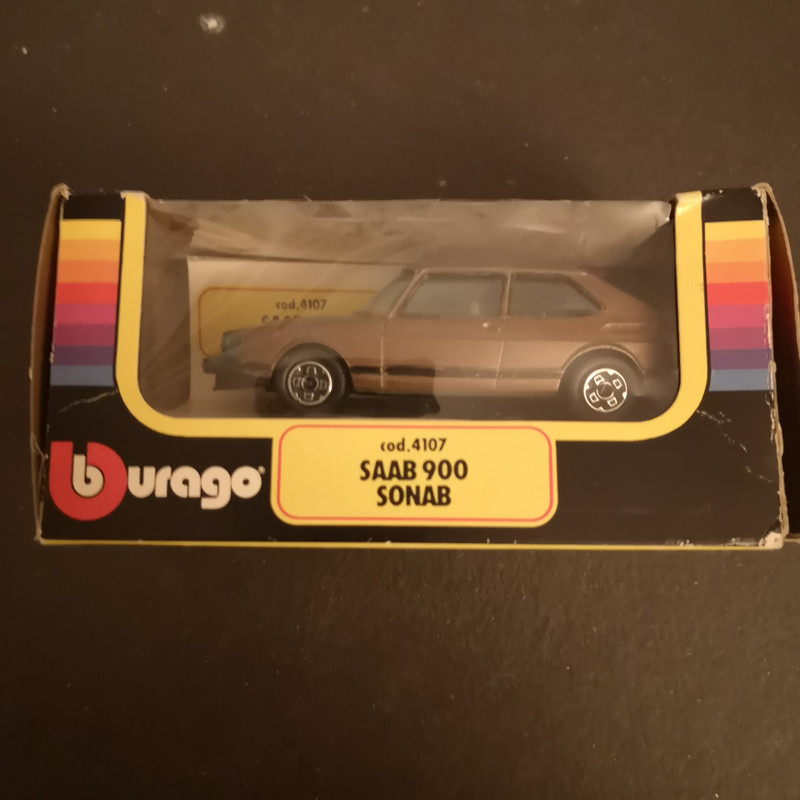 cod.4107
burago
cod.4107
SAAB 900
SONAB